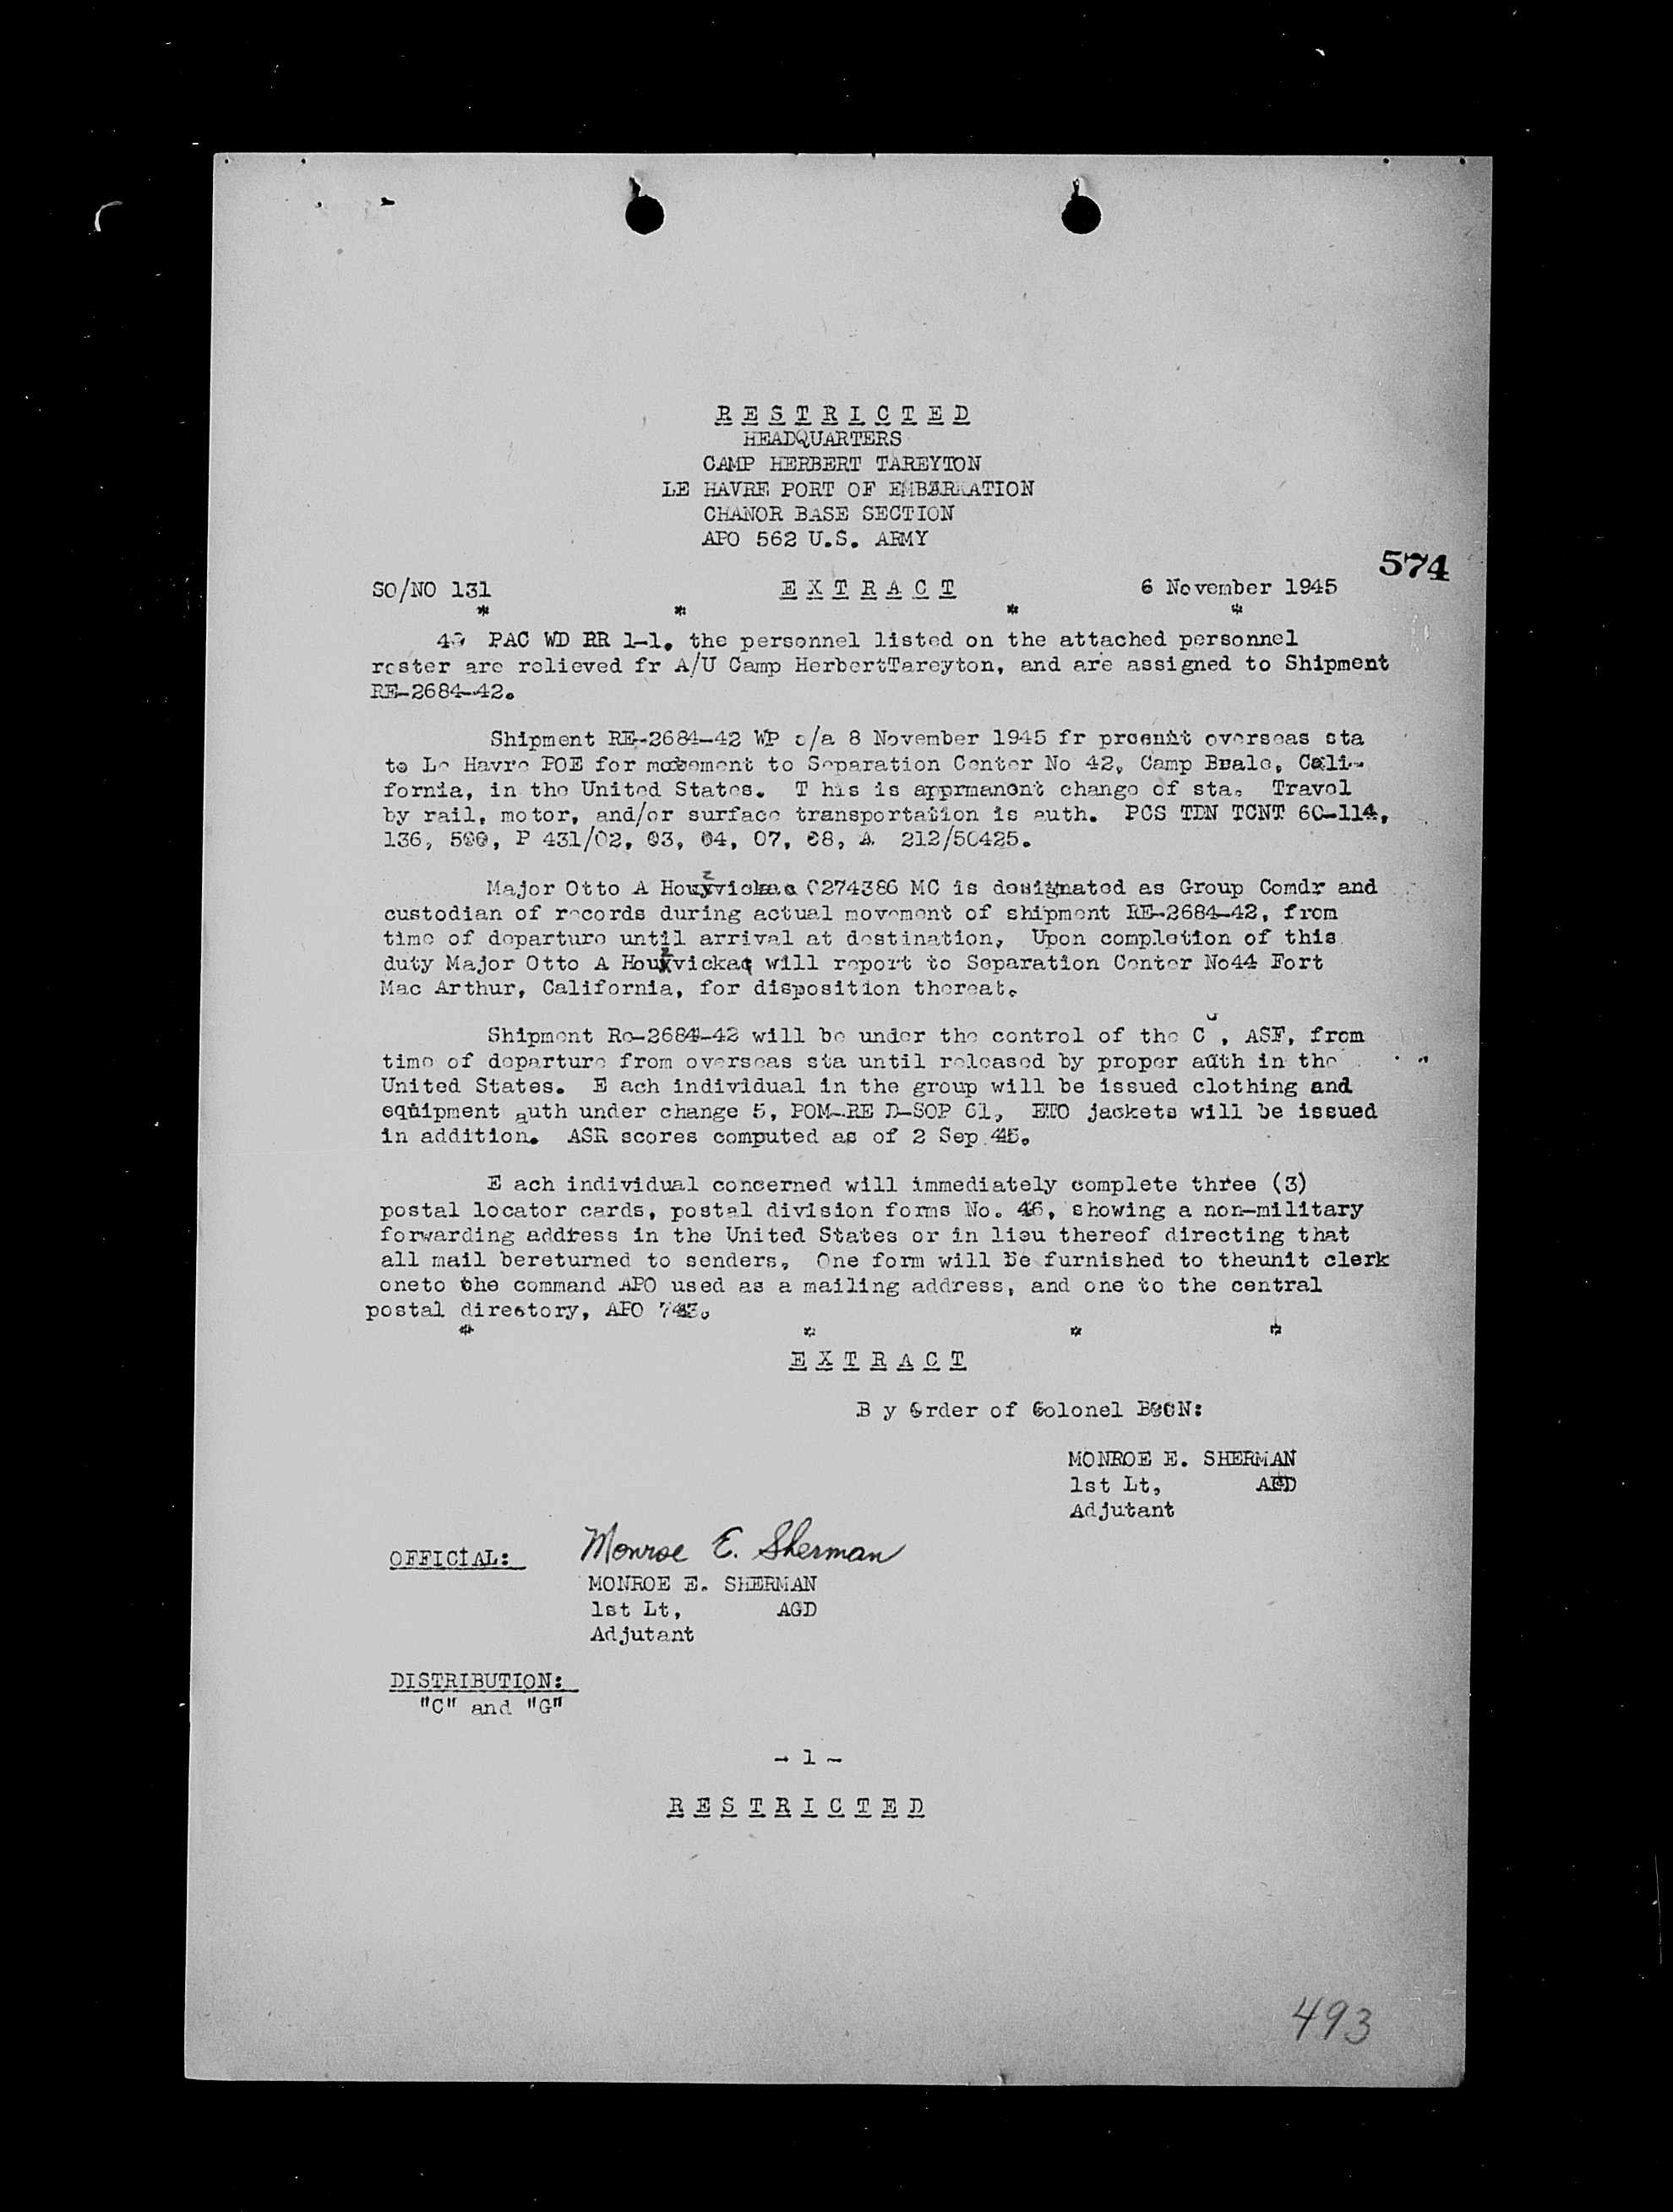 R E S T R I C T E D
HEADQUARTERS
CAMP HERBERT TAREYTON
LE HAVRE PORT OF EMBARKATION
CHANOR BASE SECTION
APO 562 U.S. ARMY
574
SO/NO 131 E X T R A C T 6 November 1945
* * * *
PAC WD RR 1-1. the personnel listed on the attached personnel
roster are relieved fr A/U Camp HerbertTareyton, and are assigned to Shipment
RE-2684-42.
Shipment RE-2684-42 WP o/a 8 November 1945 fr overseas sta
to Le Havre POE for to Separation Center No 42, Camp Beale, Cali-
fornia, in the United States. T his is change of sta. Travel
by rail, motor, and/or surface transportation is auth. PCS TDN TCNT 60-114,
136, 500, P 431/02, 03, 04, 07, 08, A 212/50425.
Major Otto A O274386 MC is designated as Group Comdr and
custodian of records during actual movement of shipment RE-2684-42, from
time of departure until arrival at destination, Upon completion of this
duty Major Otto A will report to Separation Center No44 Fort
Mac Arthur, California, for disposition thereat.
Shipment Re-2684-42 will be under the control of the CG, ASF, from
time of departure from overseas sta until released by proper auth in the
United States. E ach individual in the group will be issued clothing and
equipment auth under change 5, POM-RE D-SOP 61, ETO jackets will be issued
in addition. ASR scores computed as of 2 Sep 45.
E ach individual concerned will immediately complete three (3)
postal locator cards, postal division forms No. 46, showing a non-military
forwarding address in the United States or in lieu thereof directing that
all mail bereturned to senders, One form will be furnished to theunit clerk
oneto the command APO used as a mailing address, and one to the central
postal directory, APO
* * * *
E X T R A C T
B y Order of Colonel
MONROE E. SHERMAN
1st Lt, AGD
Adjutant
OFFICIAL: Monroe E. Sherman
MONROE E. SHERMAN
1st Lt, AGD
Adjutant
DISTRIBUTION:
"C" and "G"
- 1 -
R E S T R I C T E D
493